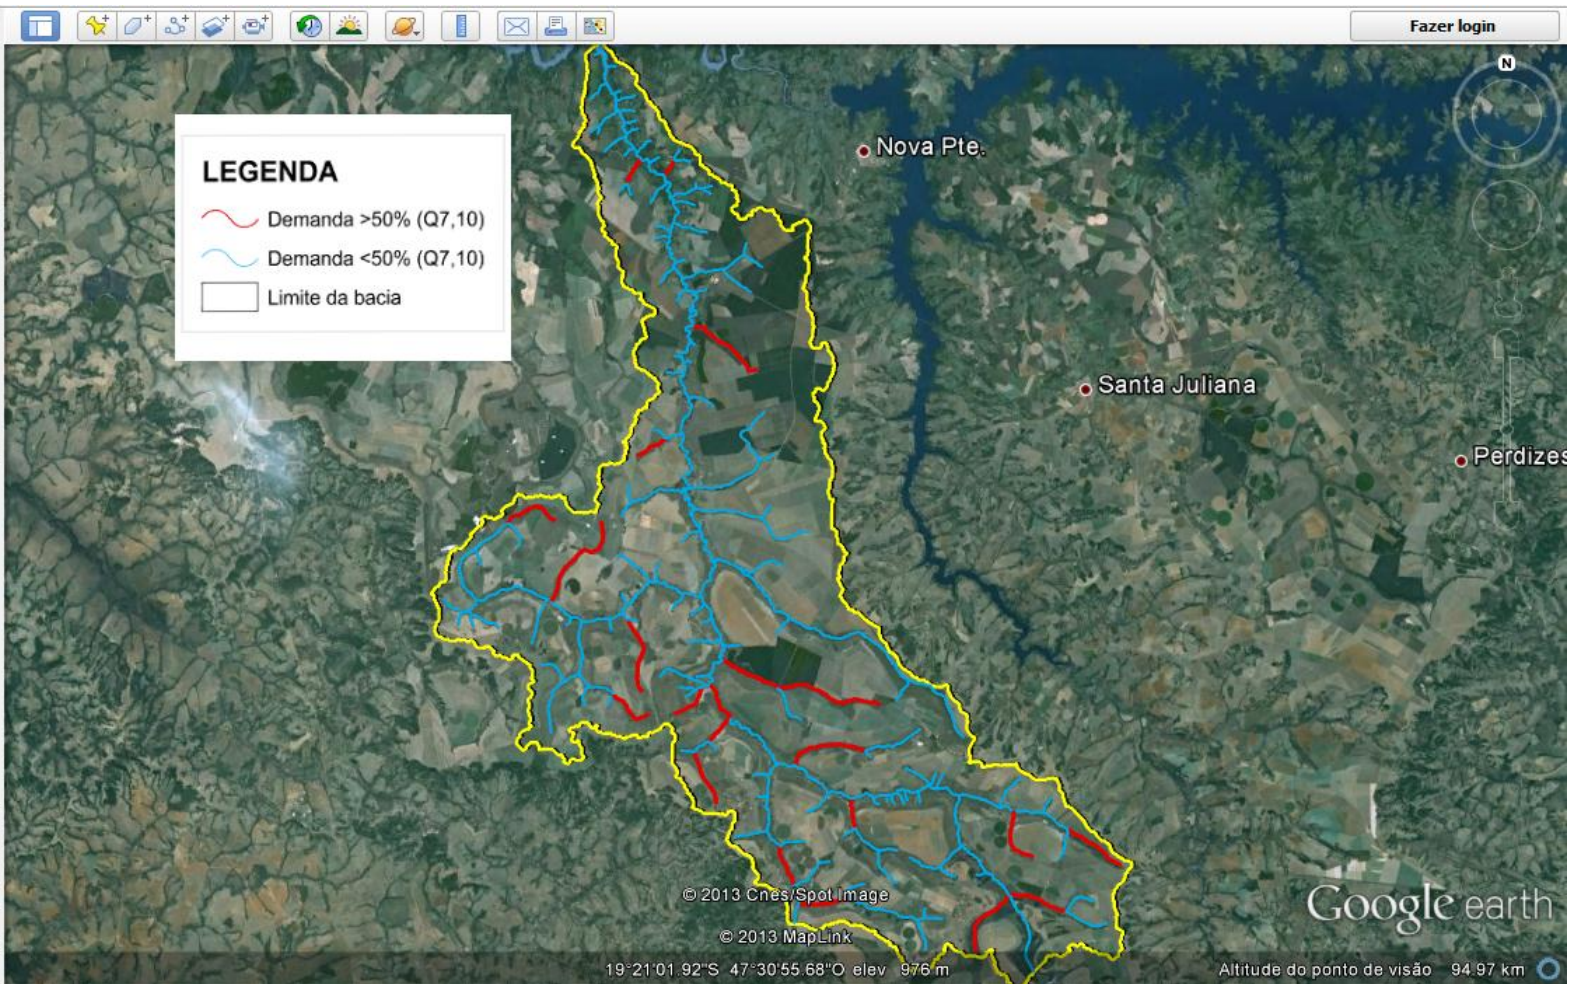 Fazer login
N
Nova Pte.
LEGENDA
Demanda >50% (Q7,10)
Demanda <50% (Q7,10)
Limite da bacia
Santa Juliana
Perdizes
© 2013 Cnes/Spot Image
Google earth
© 2013 MapLink
19°21'01.92"S 47°30'55.68"O elev 976 m
Altitude do ponto de visão 94.97 km